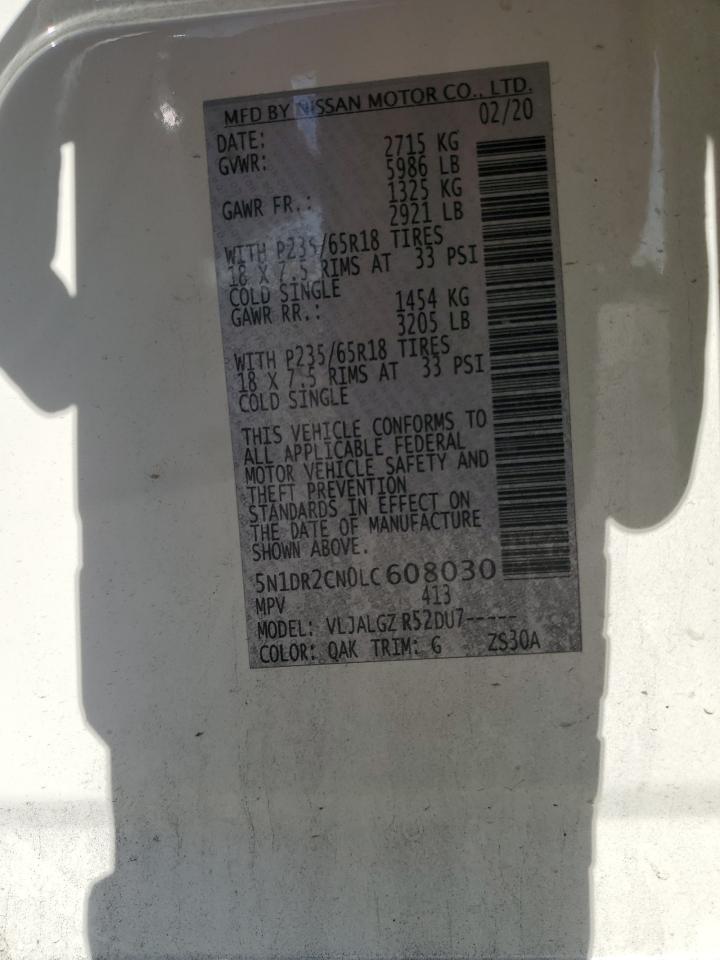 MFD BY NISSAN MOTOR CO., LTD.
DATE: 02/20
GVWR: 2715 KG
5986 LB
GAWR FR.: 1325 KG
2921 LB
WITH P235/65R18 TIRES
18 X 7.5 RIMS AT 33 PSI
COLD SINGLE
GAWR RR.: 1454 KG
3205 LB
WITH P235/65R18 TIRES
18 X 7.5 RIMS AT 33 PSI
COLD SINGLE
THIS VEHICLE CONFORMS TO
ALL APPLICABLE FEDERAL
MOTOR VEHICLE SAFETY AND
THEFT PREVENTION
STANDARDS IN EFFECT ON
THE DATE OF MANUFACTURE
SHOWN ABOVE.
5N1DR2CN0LC608030
MPV 413
MODEL: VLJALGZ R52DU7-----
COLOR: QAK TRIM: G ZS30A